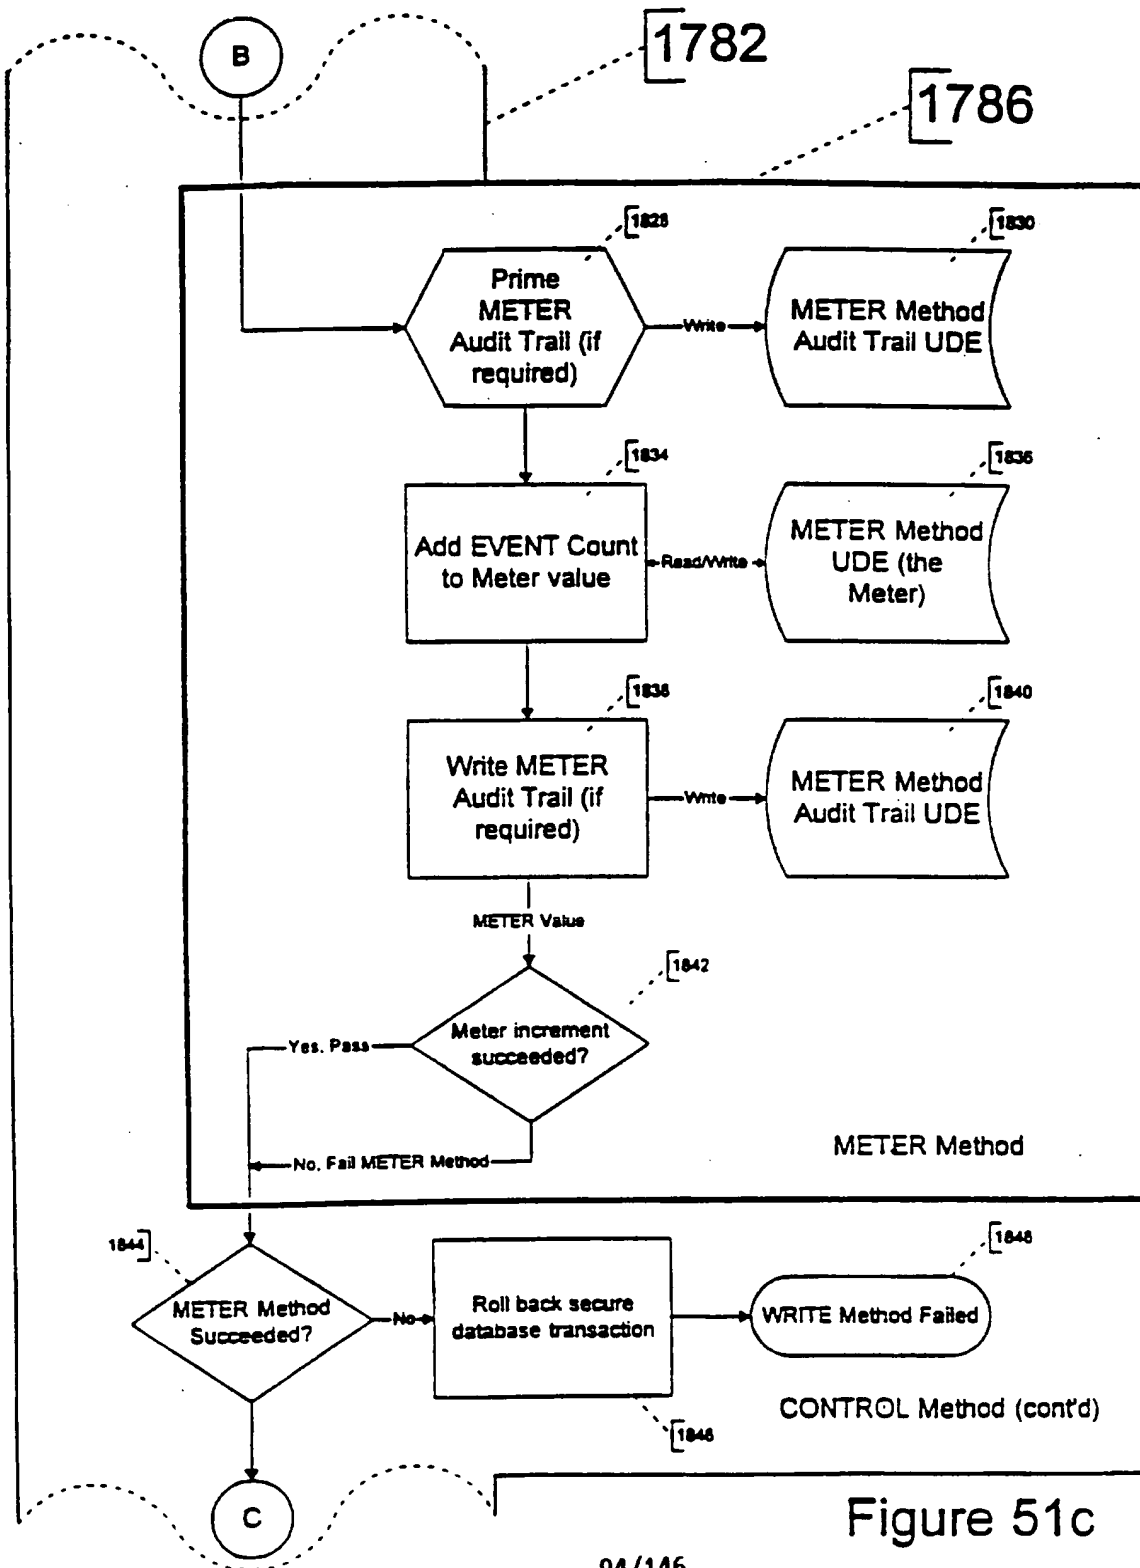 B
1782
1786
1828
1830
Prime
METER
Audit Trail (if
required)
Write
METER Method
Audit Trail UDE
1834
1836
Add EVENT Count
to Meter value
Read/Write
METER Method
UDE (the
Meter)
1838
1840
Write METER
Audit Trail (if
required)
Write
METER Method
Audit Trail UDE
METER Value
1842
Meter increment
succeeded?
Yes, Pass
No, Fail METER Method
METER Method
1844
METER Method
Succeeded?
No
Roll back secure
database transaction
1846
1848
WRITE Method Failed
CONTROL Method (cont'd)
C
Figure 51c
94/146